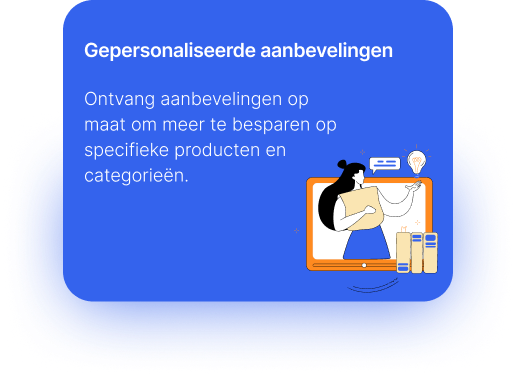 Gepersonaliseerde aanbevelingen
Ontvang aanbevelingen op
maat om meer te besparen op
specifieke producten en
categorieën.